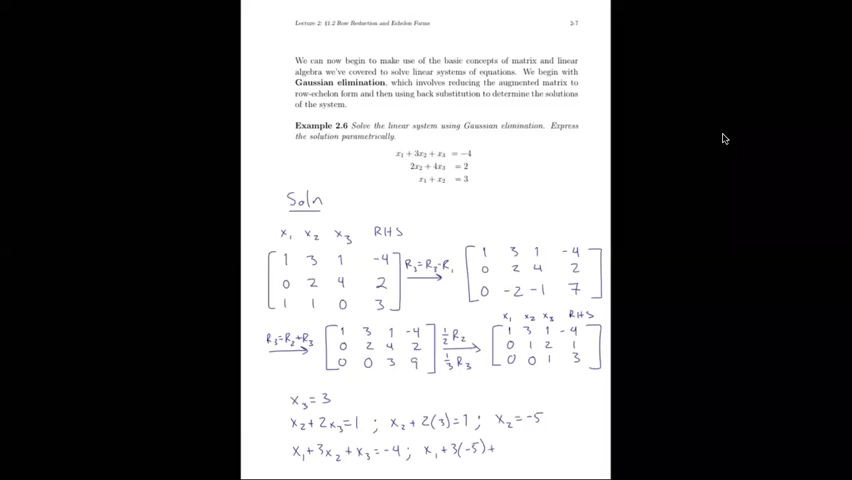 Lecture 2: §1.2 Row Reduction and Echelon Forms 2-7
We can now begin to make use of the basic concepts of matrix and linear
algebra we've covered to solve linear systems of equations. We begin with
Gaussian elimination, which involves reducing the augmented matrix to
row-echelon form and then using back substitution to determine the solutions
of the system.
Example 2.6 Solve the linear system using Gaussian elimination. Express
the solution parametrically.
x₁ + 3x₂ + x₃ = −4
2x₂ + 4x₃ = 2
x₁ + x₂ = 3
Soln
x₁ x₂ x₃ RHS
1 3 1 -4 R₃=R₃-R₁ 1 3 1 -4
0 2 4 2 0 2 4 2
1 1 0 3 0 -2 -1 7
x₁ x₂ x₃ RHS
R₃=R₂+R₃ 1 3 1 -4 ½R₂ 1 3 1 -4
0 2 4 2 0 1 2 1
0 0 3 9 ⅓R₃ 0 0 1 3
x₃ = 3
x₂ + 2x₃ = 1 ; x₂ + 2(3) = 1 ; x₂ = -5
x₁ + 3x₂ + x₃ = -4 ; x₁ + 3(-5) +